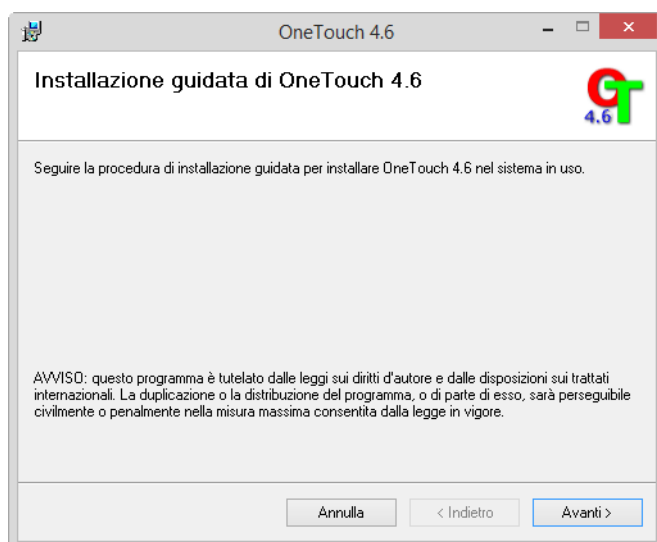 OneTouch 4.6
Installazione guidata di OneTouch 4.6
OT
4.6
Seguire la procedura di installazione guidata per installare OneTouch 4.6 nel sistema in uso.
AVVISO: questo programma è tutelato dalle leggi sui diritti d'autore e dalle disposizioni sui trattati
internazionali. La duplicazione o la distribuzione del programma, o di parte di esso, sarà perseguibile
civilmente o penalmente nella misura massima consentita dalla legge in vigore.
Annulla
< Indietro
Avanti >